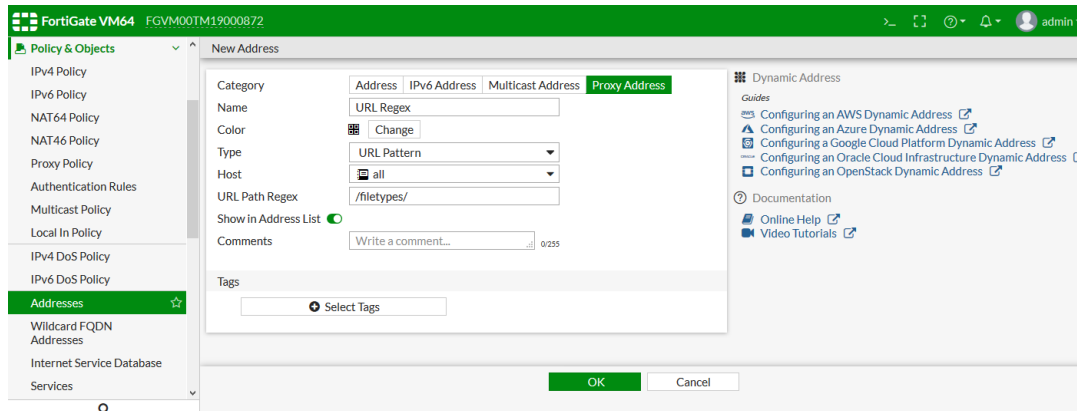 FortiGate VM64 FGVM00TM19000872
>_ admin
Policy & Objects
IPv4 Policy
IPv6 Policy
NAT64 Policy
NAT46 Policy
Proxy Policy
Authentication Rules
Multicast Policy
Local In Policy
IPv4 DoS Policy
IPv6 DoS Policy
Addresses
Wildcard FQDN
Addresses
Internet Service Database
Services
New Address
Category Address IPv6 Address Multicast Address Proxy Address
Name URL Regex
Color Change
Type URL Pattern
Host all
URL Path Regex /filetypes/
Show in Address List
Comments Write a comment... 0/255
Tags
Select Tags
OK Cancel
Dynamic Address
Guides
aws Configuring an AWS Dynamic Address
Configuring an Azure Dynamic Address
Configuring a Google Cloud Platform Dynamic Address
Configuring an Oracle Cloud Infrastructure Dynamic Address
Configuring an OpenStack Dynamic Address
Documentation
Online Help
Video Tutorials